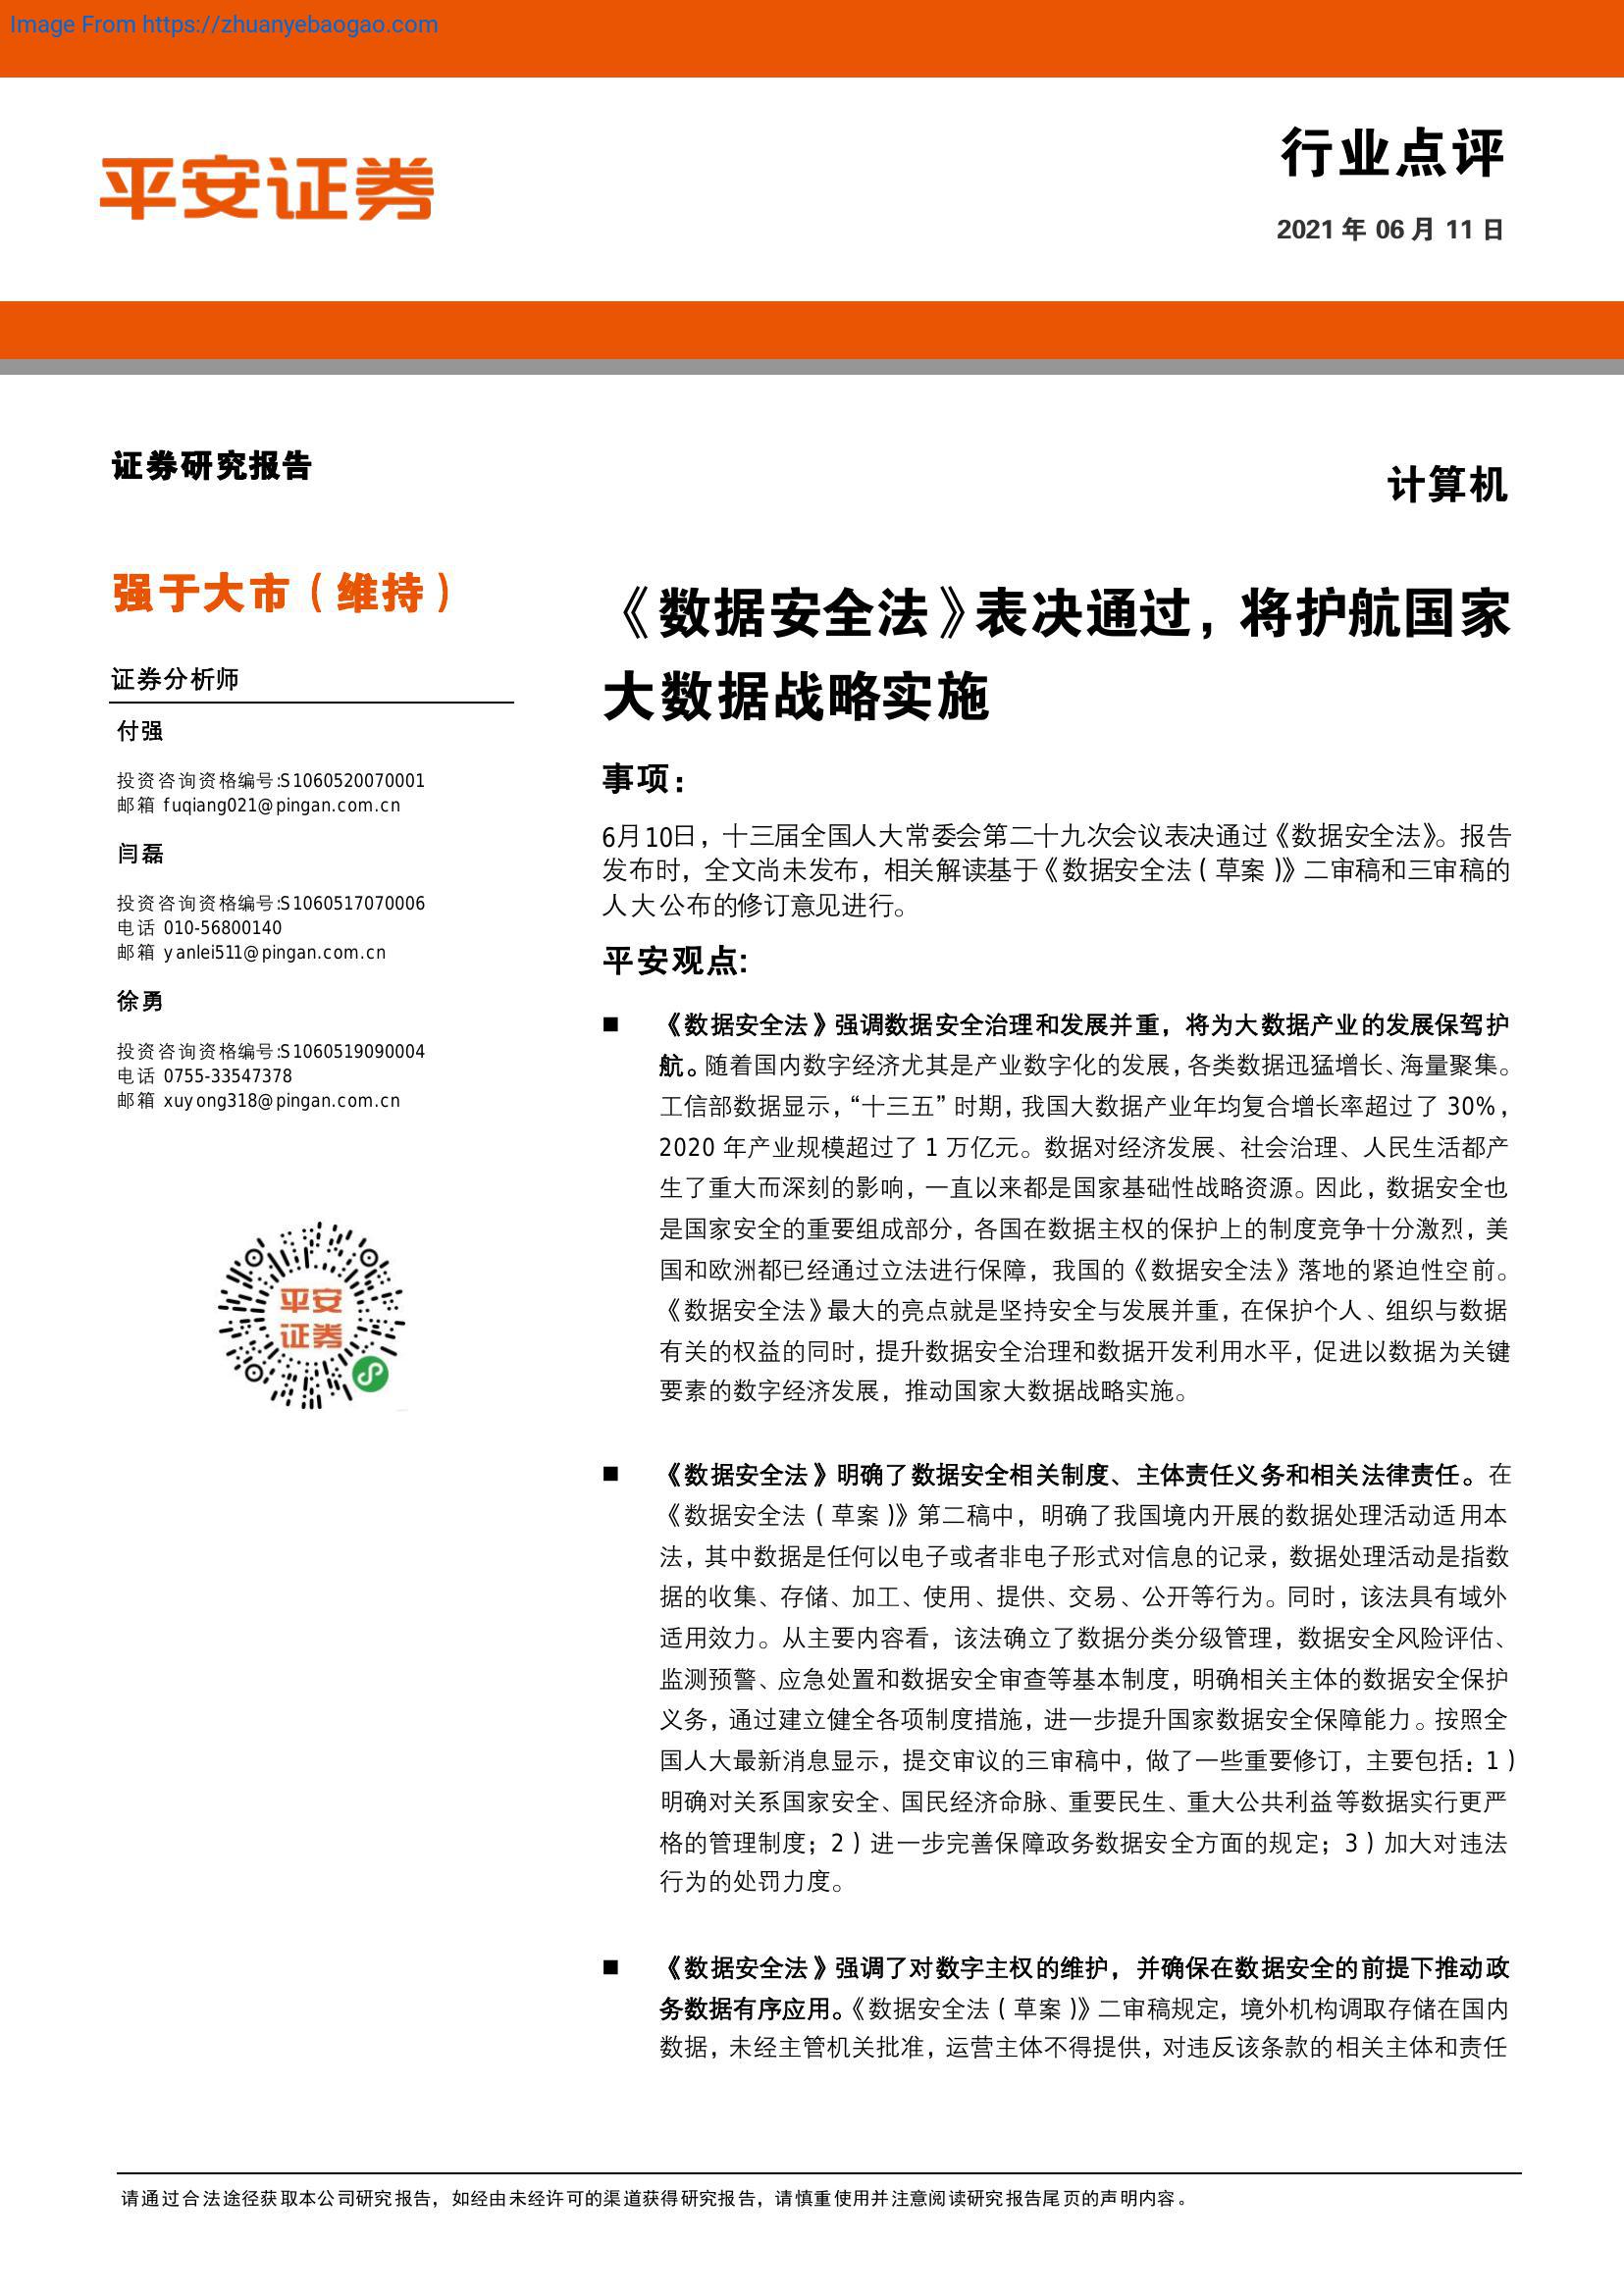 Image From https://zhuanyebaogao.com
平安证券
行业点评
2021 年 06 月 11 日
证券研究报告
计算机
强于大市（维持）
证券分析师
付强
投资咨询资格编号:S1060520070001
邮箱 fuqiang021@pingan.com.cn
闫磊
投资咨询资格编号:S1060517070006
电话 010-56800140
邮箱 yanlei511@pingan.com.cn
徐勇
投资咨询资格编号:S1060519090004
电话 0755-33547378
邮箱 xuyong318@pingan.com.cn
平安
证券
《数据安全法》表决通过，将护航国家
大数据战略实施
事项：
6月10日，十三届全国人大常委会第二十九次会议表决通过《数据安全法》。报告
发布时，全文尚未发布，相关解读基于《数据安全法（草案）》二审稿和三审稿的
人大公布的修订意见进行。
平安观点:
■ 《数据安全法》强调数据安全治理和发展并重，将为大数据产业的发展保驾护
航。随着国内数字经济尤其是产业数字化的发展，各类数据迅猛增长、海量聚集。
工信部数据显示，“十三五”时期，我国大数据产业年均复合增长率超过了 30%，
2020 年产业规模超过了 1 万亿元。数据对经济发展、社会治理、人民生活都产
生了重大而深刻的影响，一直以来都是国家基础性战略资源。因此，数据安全也
是国家安全的重要组成部分，各国在数据主权的保护上的制度竞争十分激烈，美
国和欧洲都已经通过立法进行保障，我国的《数据安全法》落地的紧迫性空前。
《数据安全法》最大的亮点就是坚持安全与发展并重，在保护个人、组织与数据
有关的权益的同时，提升数据安全治理和数据开发利用水平，促进以数据为关键
要素的数字经济发展，推动国家大数据战略实施。
■ 《数据安全法》明确了数据安全相关制度、主体责任义务和相关法律责任。在
《数据安全法（草案）》第二稿中，明确了我国境内开展的数据处理活动适用本
法，其中数据是任何以电子或者非电子形式对信息的记录，数据处理活动是指数
据的收集、存储、加工、使用、提供、交易、公开等行为。同时，该法具有域外
适用效力。从主要内容看，该法确立了数据分类分级管理，数据安全风险评估、
监测预警、应急处置和数据安全审查等基本制度，明确相关主体的数据安全保护
义务，通过建立健全各项制度措施，进一步提升国家数据安全保障能力。按照全
国人大最新消息显示，提交审议的三审稿中，做了一些重要修订，主要包括：1）
明确对关系国家安全、国民经济命脉、重要民生、重大公共利益等数据实行更严
格的管理制度；2）进一步完善保障政务数据安全方面的规定；3）加大对违法
行为的处罚力度。
■ 《数据安全法》强调了对数字主权的维护，并确保在数据安全的前提下推动政
务数据有序应用。《数据安全法（草案）》二审稿规定，境外机构调取存储在国内
数据，未经主管机关批准，运营主体不得提供，对违反该条款的相关主体和责任
请通过合法途径获取本公司研究报告，如经由未经许可的渠道获得研究报告，请慎重使用并注意阅读研究报告尾页的声明内容。